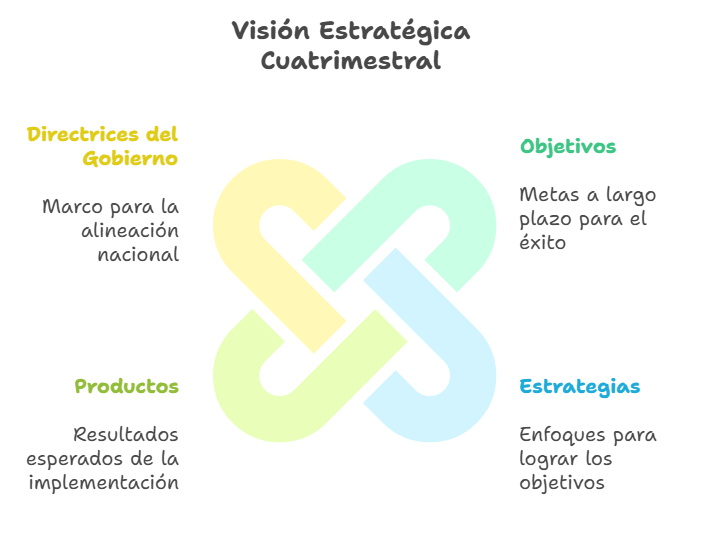 Visión Estratégica
Cuatrimestral
Directrices del
Gobierno
Marco para la
alineación
nacional
Objetivos
Metas a largo
plazo para el
éxito
Productos
Resultados
esperados de la
implementación
Estrategias
Enfoques para
lograr los
objetivos